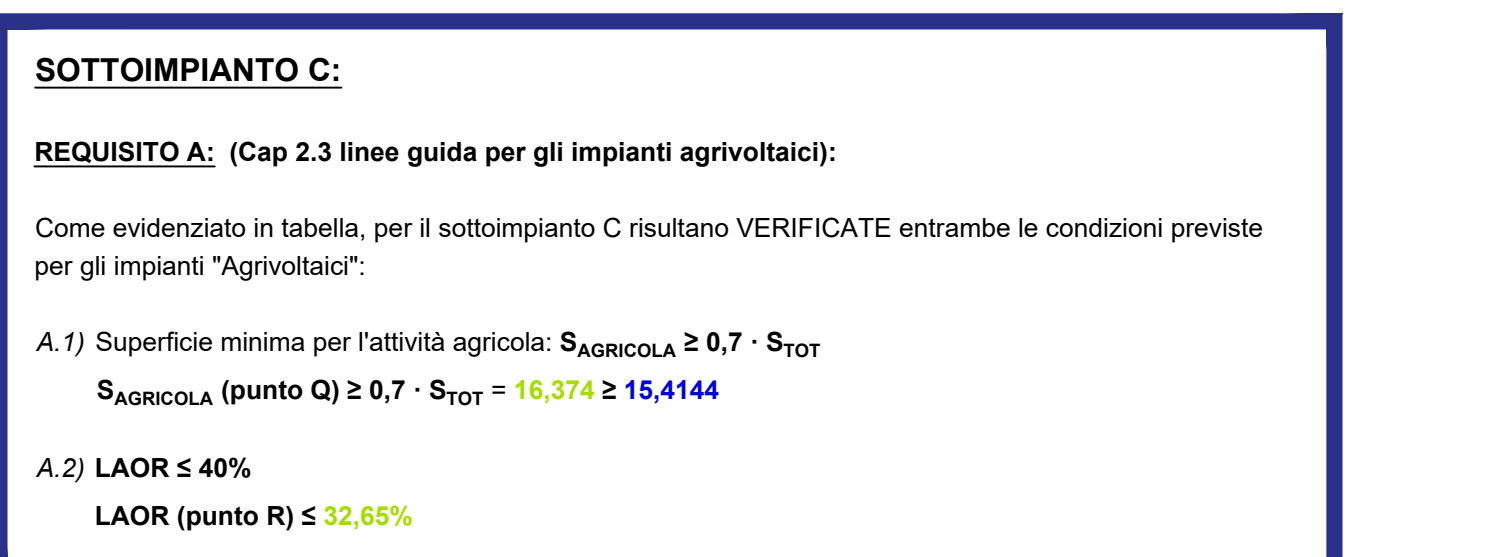 SOTTOIMPIANTO C:
REQUISITO A: (Cap 2.3 linee guida per gli impianti agrivoltaici):
Come evidenziato in tabella, per il sottoimpianto C risultano VERIFICATE entrambe le condizioni previste
per gli impianti "Agrivoltaici":
A.1) Superficie minima per l'attività agricola: SAGRICOLA ≥ 0,7 · STOT
SAGRICOLA (punto Q) ≥ 0,7 · STOT = 16,374 ≥ 15,4144
A.2) LAOR ≤ 40%
LAOR (punto R) ≤ 32,65%